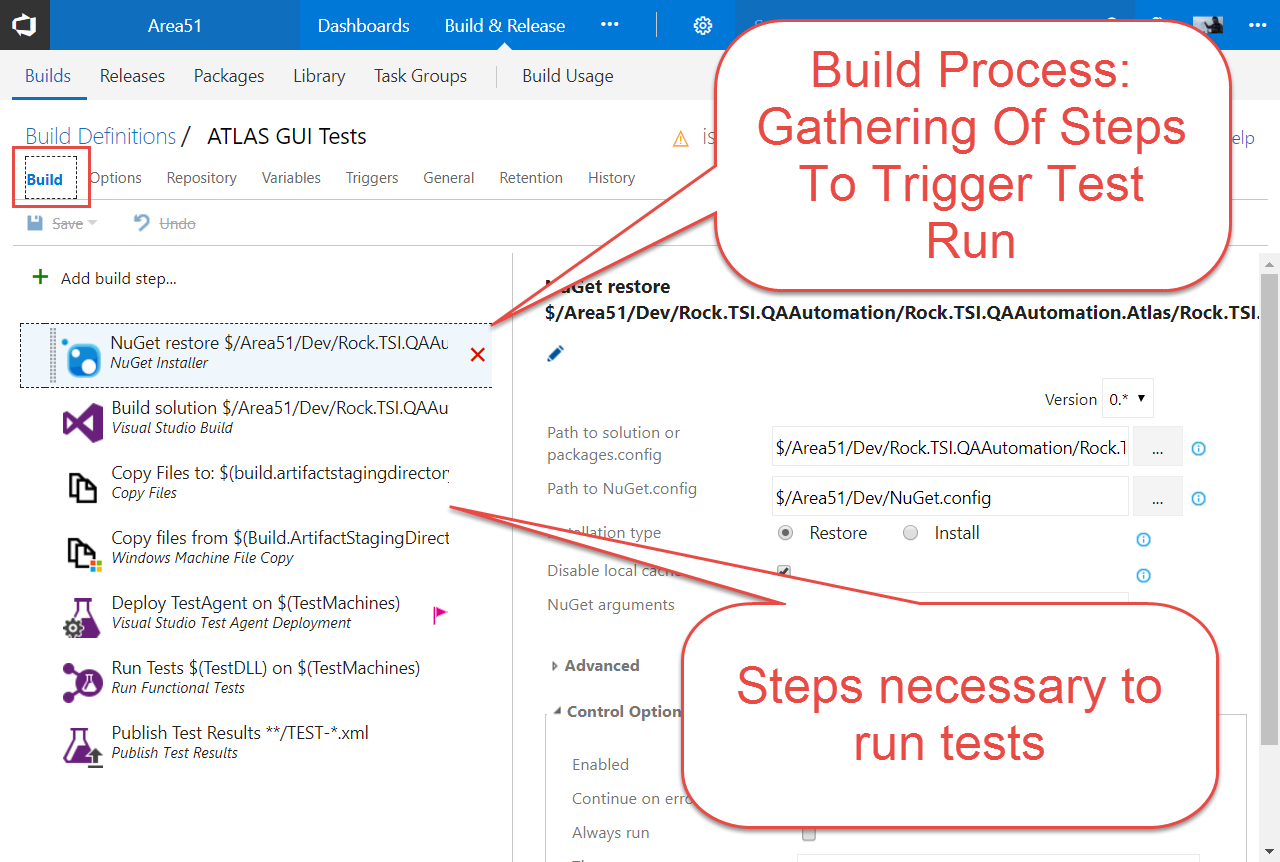 Area51
Dashboards
Build & Release
Builds
Releases
Packages
Library
Task Groups
Build Usage
Build Definitions / ATLAS GUI Tests
Build
Options
Repository
Variables
Triggers
General
Retention
History
Save
Undo
Build Process:
Gathering Of Steps
To Trigger Test
Run
Add build step...
NuGet restore $/Area51/Dev/Rock.TSI.QAAu
NuGet Installer
Build solution $/Area51/Dev/Rock.TSI.QAAu
Visual Studio Build
Copy Files to: $(build.artifactstagingdirectory
Copy Files
Copy files from $(Build.ArtifactStagingDirect
Windows Machine File Copy
Deploy TestAgent on $(TestMachines)
Visual Studio Test Agent Deployment
Run Tests $(TestDLL) on $(TestMachines)
Run Functional Tests
Publish Test Results **/TEST-*.xml
Publish Test Results
NuGet restore
$/Area51/Dev/Rock.TSI.QAAutomation/Rock.TSI.QAAutomation.Atlas/Rock.TSI.
Version 0.*
Path to solution or
packages.config
$/Area51/Dev/Rock.TSI.QAAutomation/Rock.T
...
Path to NuGet.config
$/Area51/Dev/NuGet.config
...
Installation type
Restore
Install
Disable local cache
NuGet arguments
Advanced
Control Option
Enabled
Continue on erro
Always run
Steps necessary to
run tests